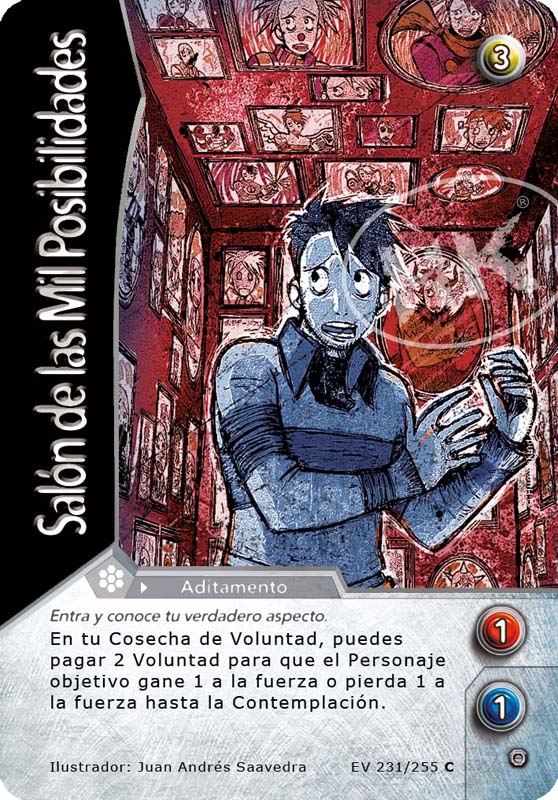 Salón de las Mil Posibilidades
3
HK
®
Aditamento
Entra y conoce tu verdadero aspecto.
En tu Cosecha de Voluntad, puedes
pagar 2 Voluntad para que el Personaje
objetivo gane 1 a la fuerza o pierda 1 a
la fuerza hasta la Contemplación.
1
1
Ilustrador: Juan Andrés Saavedra
EV 231/255 C